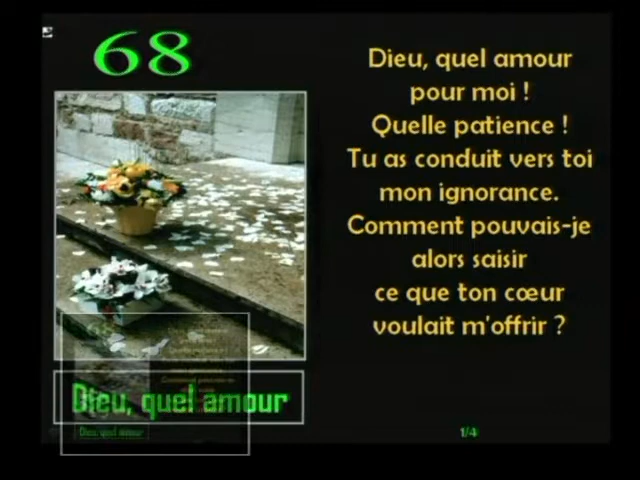 68
Dieu, quel amour
pour moi !
Quelle patience !
Tu as conduit vers toi
mon ignorance.
Comment pouvais-je
alors saisir
ce que ton cœur
voulait m'offrir ?
Dieu, quel amour
Dieu, quel amour
1/4